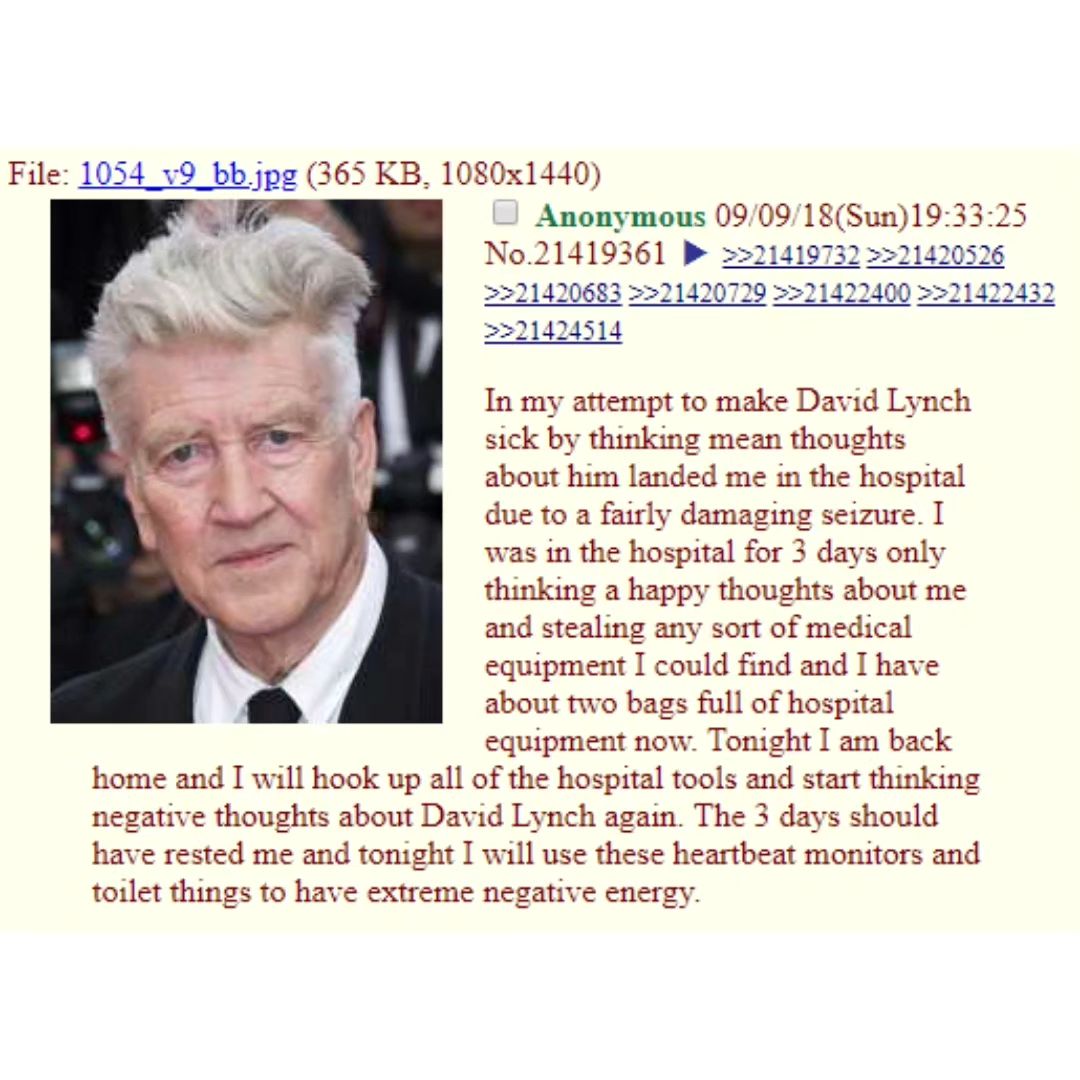 File: 1054_v9_bb.jpg (365 KB, 1080x1440)
Anonymous 09/09/18(Sun)19:33:25
No.21419361 ▶ >>21419732 >>21420526
>>21420683 >>21420729 >>21422400 >>21422432
>>21424514
In my attempt to make David Lynch
sick by thinking mean thoughts
about him landed me in the hospital
due to a fairly damaging seizure. I
was in the hospital for 3 days only
thinking a happy thoughts about me
and stealing any sort of medical
equipment I could find and I have
about two bags full of hospital
equipment now. Tonight I am back
home and I will hook up all of the hospital tools and start thinking
negative thoughts about David Lynch again. The 3 days should
have rested me and tonight I will use these heartbeat monitors and
toilet things to have extreme negative energy.